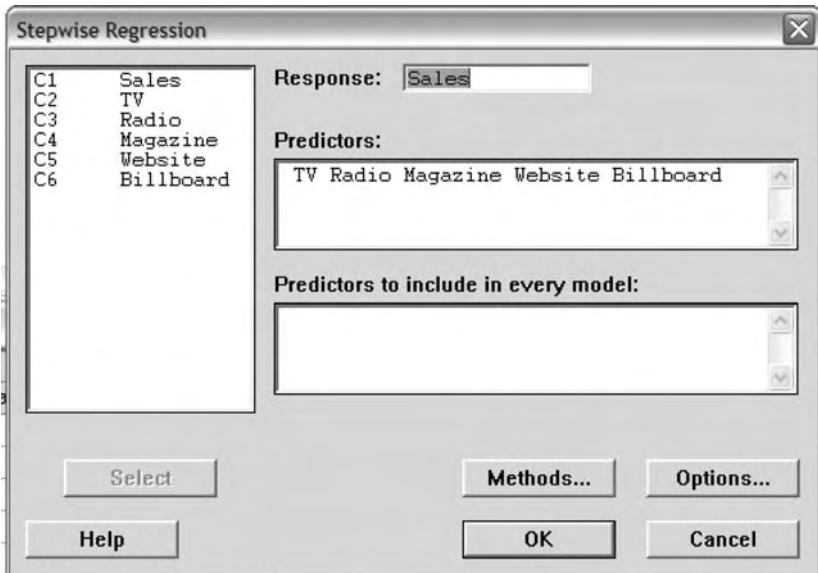 Stepwise Regression
C1 Sales
C2 TV
C3 Radio
C4 Magazine
C5 Website
C6 Billboard
Response: Sales
Predictors:
TV Radio Magazine Website Billboard
Predictors to include in every model:
Select
Methods...
Options...
Help
OK
Cancel